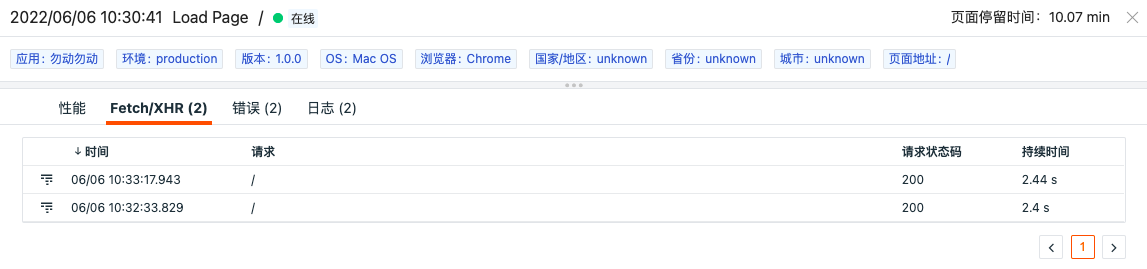 2022/06/06 10:30:41 Load Page / 在线 页面停留时间：10.07 min
应用：勿动勿动 环境：production 版本：1.0.0 OS：Mac OS 浏览器：Chrome 国家/地区：unknown 省份：unknown 城市：unknown 页面地址：/
性能 Fetch/XHR (2) 错误 (2) 日志 (2)
↓ 时间 请求 请求状态码 持续时间
06/06 10:33:17.943 / 200 2.44 s
06/06 10:32:33.829 / 200 2.4 s
1